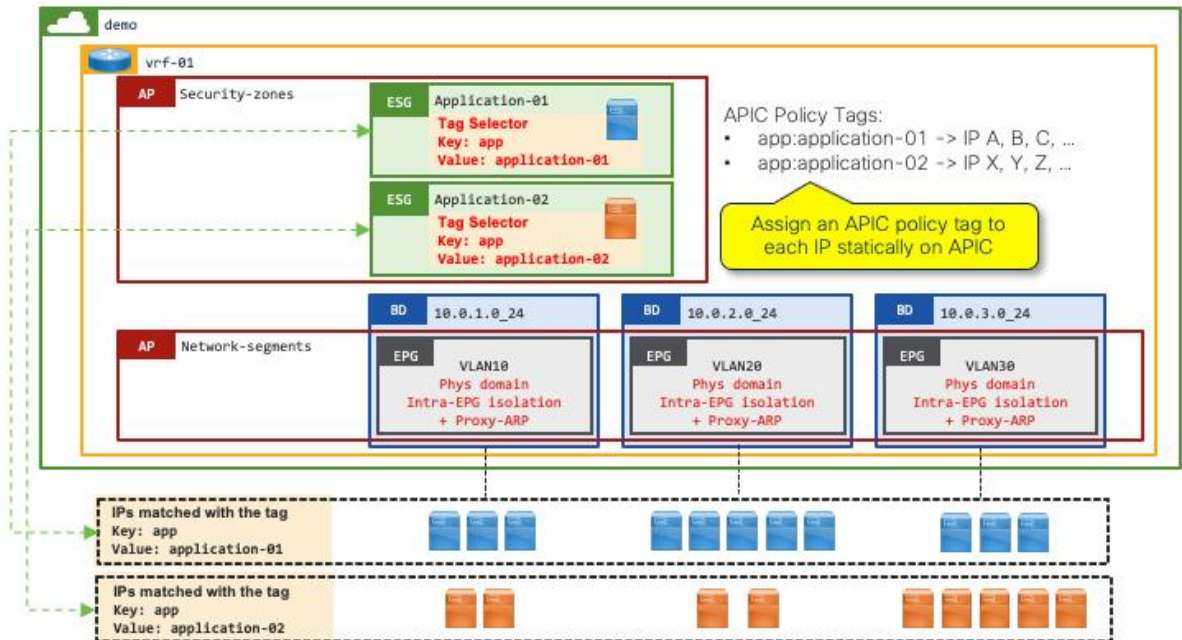 demo
vrf-01
AP Security-zones
ESG Application-01
Tag Selector
Key: app
Value: application-01
ESG Application-02
Tag Selector
Key: app
Value: application-02
APIC Policy Tags:
• app:application-01 -> IP A, B, C, ...
• app:application-02 -> IP X, Y, Z, ...
Assign an APIC policy tag to
each IP statically on APIC
AP Network-segments
BD 10.0.1.0_24
EPG VLAN10
Phys domain
Intra-EPG isolation
+ Proxy-ARP
BD 10.0.2.0_24
EPG VLAN20
Phys domain
Intra-EPG isolation
+ Proxy-ARP
BD 10.0.3.0_24
EPG VLAN30
Phys domain
Intra-EPG isolation
+ Proxy-ARP
IPs matched with the tag
Key: app
Value: application-01
IPs matched with the tag
Key: app
Value: application-02